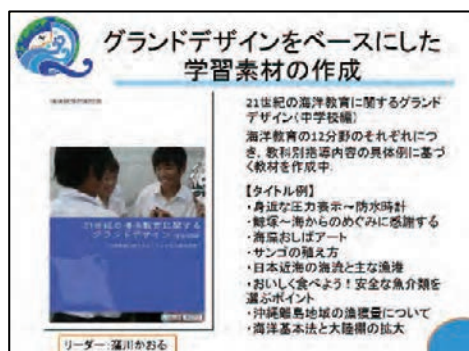 グランドデザインをベースにした
学習素材の作成
21世紀の海洋教育に関するグランド
デザイン（中学校編）
海洋教育の12分野のそれぞれにつ
き、教科別指導内容の具体例に基づ
く教材を作成中.
【タイトル例】
・身近な圧力表示～防水時計
・鯨塚～海からのめぐみに感謝する
・海藻おしばアート
・サンゴの殖え方
・日本近海の海流と主な漁港
・おいしく食べよう！安全な魚介類を
選ぶポイント
・沖縄離島地域の漁獲量について
・海洋基本法と大陸棚の拡大
21世紀の海洋教育に関する
グランドデザイン
リーダー：窪川かおる